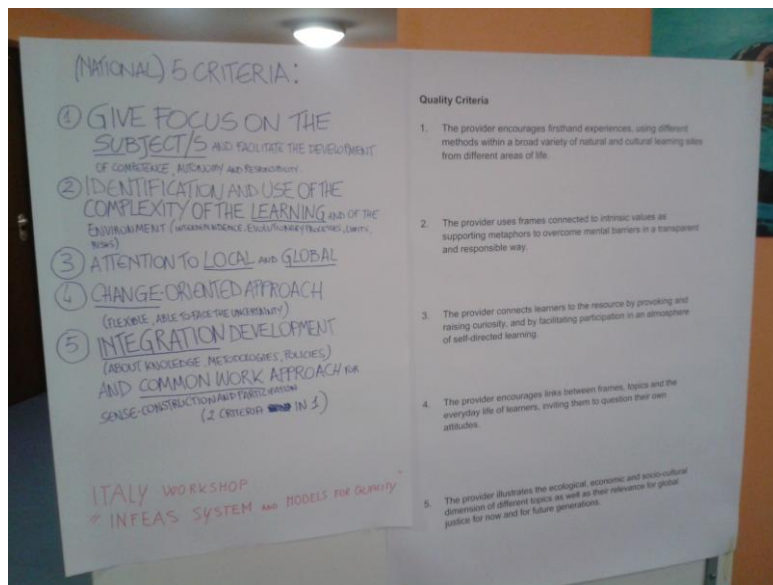 (NATIONAL) 5 CRITERIA:
① GIVE FOCUS ON THE
SUBJECT/S AND FACILITATE THE DEVELOPMENT
OF COMPETENCE, AUTONOMY AND RESPONSIBILITY
② IDENTIFICATION AND USE OF THE
COMPLEXITY OF THE LEARNING AND OF THE
ENVIRONMENT (INTERDEPENDENCE, EVOLUTIONARY PROCESSES, LIMITS,
RISKS)
③ ATTENTION TO LOCAL AND GLOBAL
④ CHANGE-ORIENTED APPROACH
(FLEXIBLE, ABLE TO FACE THE UNCERTAINTY)
⑤ INTEGRATION DEVELOPMENT
(ABOUT KNOWLEDGE, METODOLOGIES, POLICIES)
AND COMMON WORK APPROACH FOR
SENSE-CONSTRUCTION AND PARTICIPATION
(2 CRITERIA IN 1)
ITALY WORKSHOP
"INFEAS SYSTEM AND MODELS FOR QUALITY"
Quality Criteria
1. The provider encourages firsthand experiences, using different
methods within a broad variety of natural and cultural learning sites
from different areas of life.
2. The provider uses frames connected to intrinsic values as
supporting metaphors to overcome mental barriers in a transparent
and responsible way.
3. The provider connects learners to the resource by provoking and
raising curiosity, and by facilitating participation in an atmosphere
of self-directed learning.
4. The provider encourages links between frames, topics and the
everyday life of learners, inviting them to question their own
attitudes.
5. The provider illustrates the ecological, economic and socio-cultural
dimension of different topics as well as their relevance for global
justice for now and for future generations.